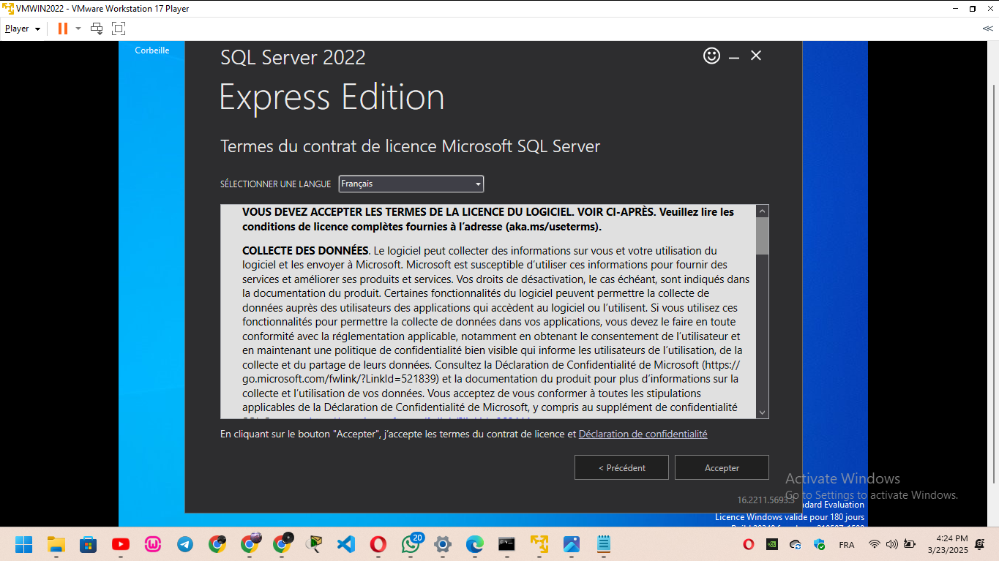 VMWIN2022 - VMware Workstation 17 Player
Player
Corbeille
SQL Server 2022
Express Edition
Termes du contrat de licence Microsoft SQL Server
SÉLECTIONNER UNE LANGUE
Français
VOUS DEVEZ ACCEPTER LES TERMES DE LA LICENCE DU LOGICIEL. VOIR CI-APRÈS. Veuillez lire les
conditions de licence complètes fournies à l’adresse (aka.ms/useterms).
COLLECTE DES DONNÉES. Le logiciel peut collecter des informations sur vous et votre utilisation du
logiciel et les envoyer à Microsoft. Microsoft est susceptible d’utiliser ces informations pour fournir des
services et améliorer ses produits et services. Vos droits de désactivation, le cas échéant, sont indiqués dans
la documentation du produit. Certaines fonctionnalités du logiciel peuvent permettre la collecte de
données auprès des utilisateurs des applications qui accèdent au logiciel ou l’utilisent. Si vous utilisez ces
fonctionnalités pour permettre la collecte de données dans vos applications, vous devez le faire en toute
conformité avec la réglementation applicable, notamment en obtenant le consentement de l’utilisateur et
en maintenant une politique de confidentialité bien visible qui informe les utilisateurs de l’utilisation, de la
collecte et du partage de leurs données. Consultez la Déclaration de Confidentialité de Microsoft (https://
go.microsoft.com/fwlink/?LinkId=521839) et la documentation du produit pour plus d’informations sur la
collecte et l’utilisation de vos données. Vous acceptez de vous conformer à toutes les stipulations
applicables de la Déclaration de Confidentialité de Microsoft, y compris au supplément de confidentialité
En cliquant sur le bouton "Accepter", j’accepte les termes du contrat de licence et Déclaration de confidentialité
< Précédent
Accepter
Activate Windows
Go to Settings to activate Windows.
16.2211.5693.3
ndard Evaluation
Licence Windows valide pour 180 jours
20
FRA
4:24 PM
3/23/2025